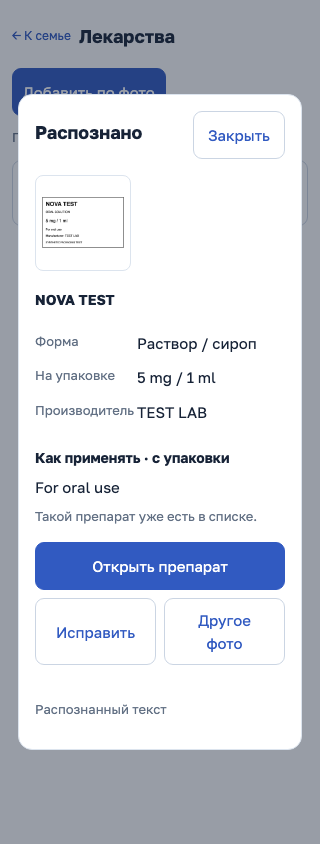 ← К семье Лекарства
Добавить по фото
Распознано
Закрыть
NOVA TEST
5 mg / 1 ml
For oral use
Manufacturer: TEST LAB
NOVA TEST
Форма Раствор / сироп
На упаковке 5 mg / 1 ml
Производитель TEST LAB
Как применять · с упаковки
For oral use
Такой препарат уже есть в списке.
Открыть препарат
Исправить
Другое
фото
Распознанный текст